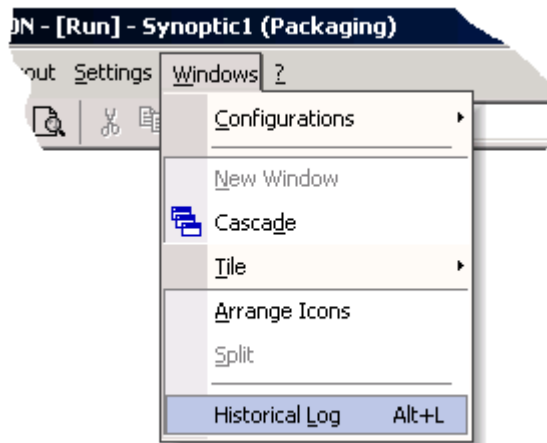 ON - [Run] - Synoptic1 (Packaging)
out Settings Windows ?
Configurations
New Window
Cascade
Tile
Arrange Icons
Split
Historical Log Alt+L